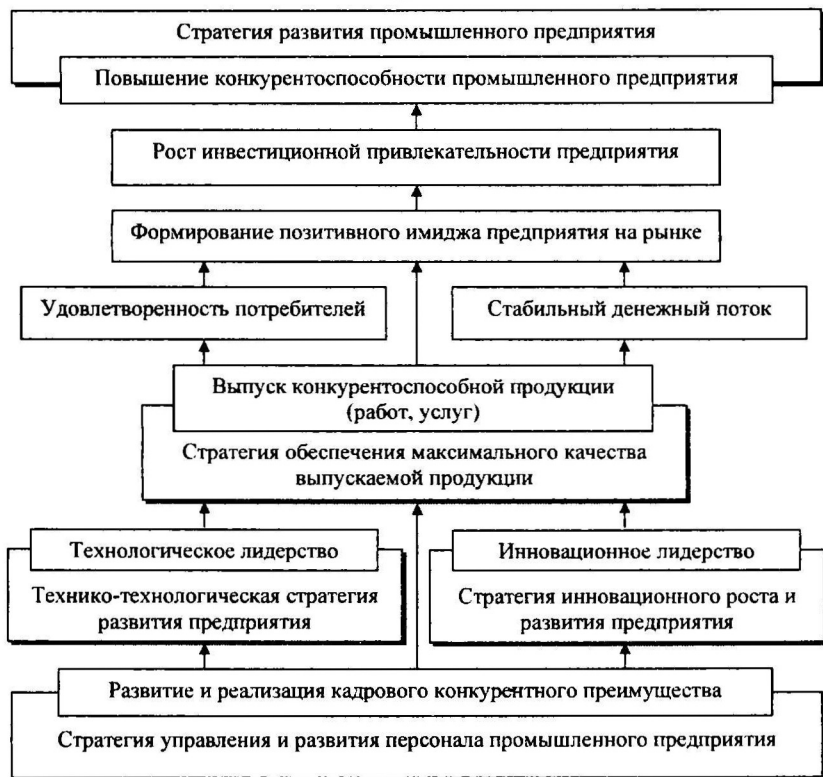 Стратегия развития промышленного предприятия
Повышение конкурентоспособности промышленного предприятия
Рост инвестиционной привлекательности предприятия
Формирование позитивного имиджа предприятия на рынке
Удовлетворенность потребителей
Стабильный денежный поток
Выпуск конкурентоспособной продукции
(работ, услуг)
Стратегия обеспечения максимального качества
выпускаемой продукции
Технологическое лидерство
Инновационное лидерство
Технико-технологическая стратегия
развития предприятия
Стратегия инновационного роста и
развития предприятия
Развитие и реализация кадрового конкурентного преимущества
Стратегия управления и развития персонала промышленного предприятия